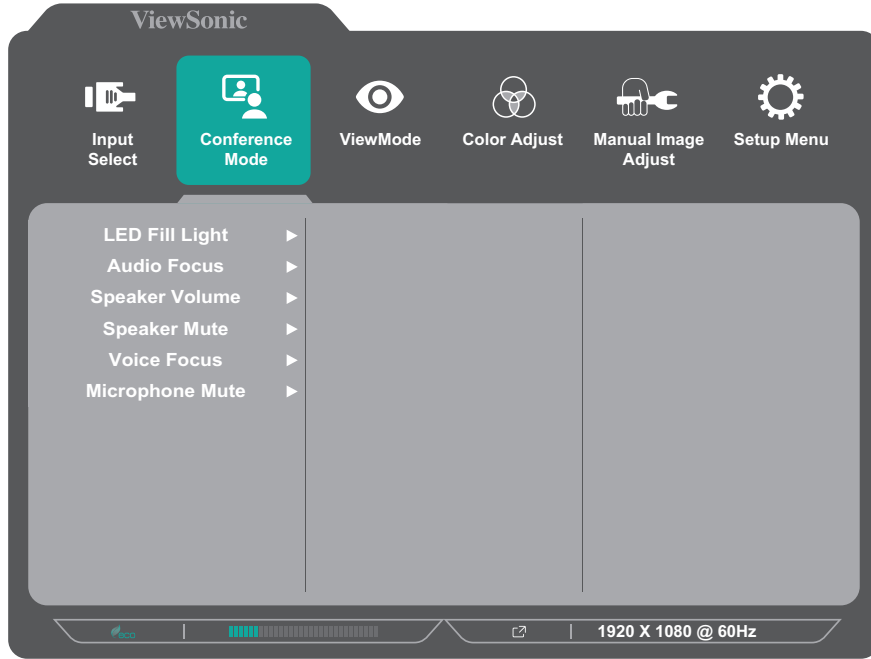 ViewSonic
Input
Select
Conference
Mode
ViewMode
Color Adjust
Manual Image
Adjust
Setup Menu
LED Fill Light
Audio Focus
Speaker Volume
Speaker Mute
Voice Focus
Microphone Mute
ECO
1920 X 1080 @ 60Hz